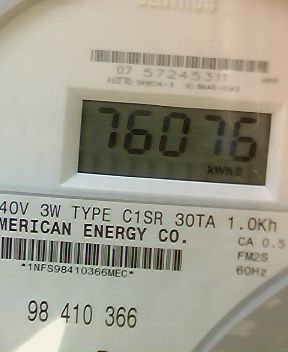 CENTRON
07 57245311
76076
kWh
40V 3W TYPE C1SR 30TA 1.0Kh
MERICAN ENERGY CO.
CA 0.5
FM2S
*1NFS98410366MEC*
60Hz
98 410 366